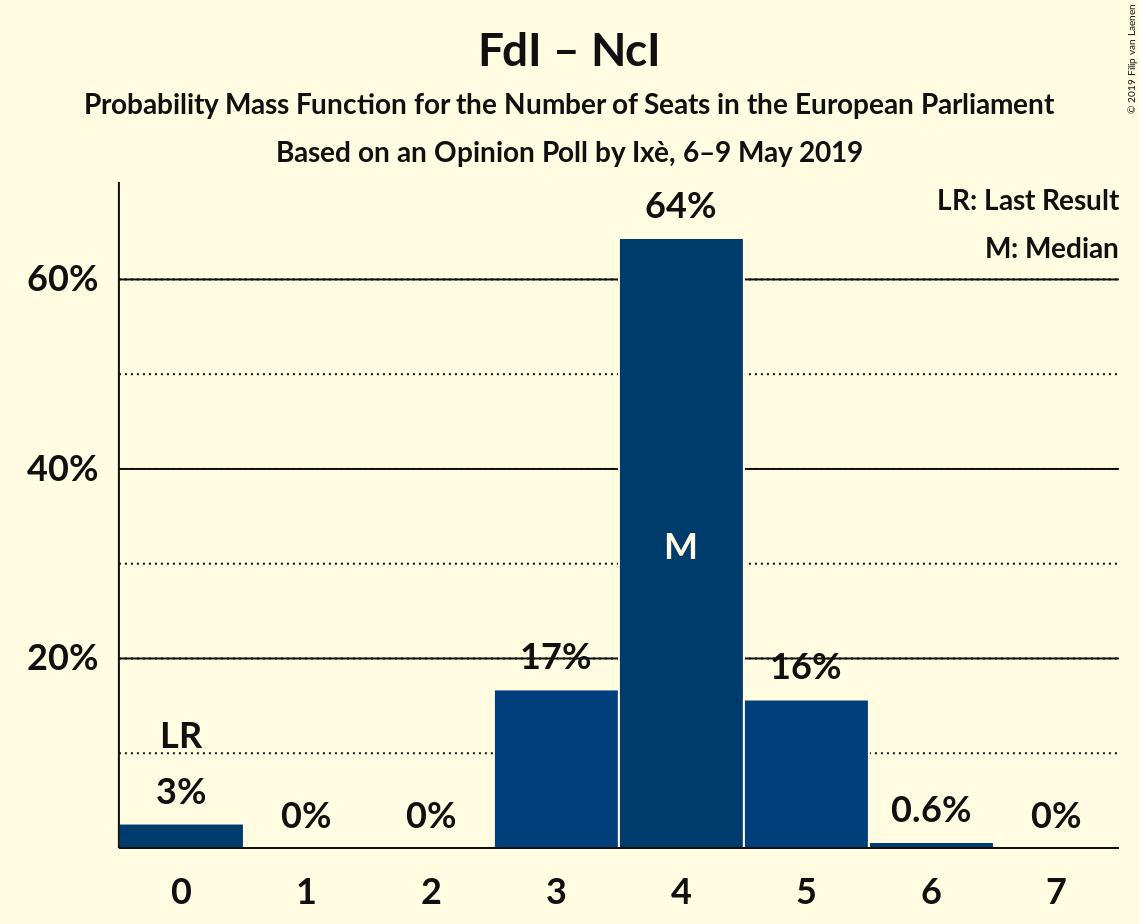 FdI – NcI
Probability Mass Function for the Number of Seats in the European Parliament
Based on an Opinion Poll by Ixè, 6–9 May 2019
© 2019 Filip van Laenen
LR: Last Result
M: Median
64%
60%
40%
M
20%
17%
16%
LR
3%
0%
0%
0.6%
0%
0
1
2
3
4
5
6
7